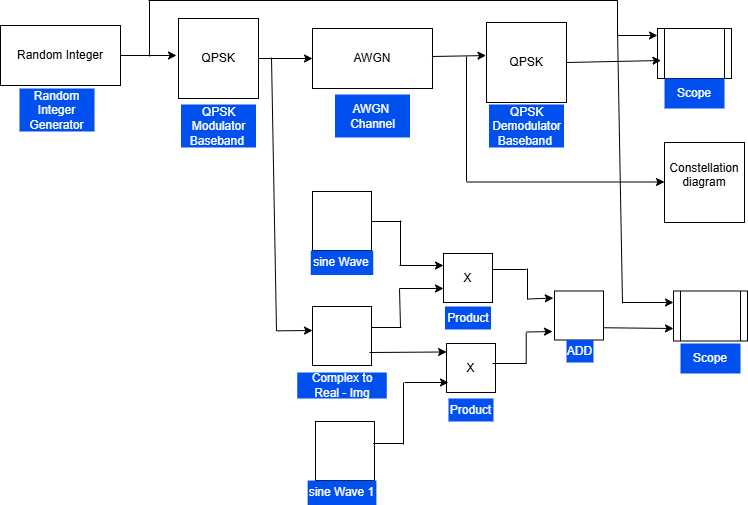 Random Integer
QPSK
AWGN
QPSK
Random
Integer
Generator
QPSK
Modulator
Baseband
AWGN
Channel
QPSK
Demodulator
Baseband
Scope
Constellation
diagram
sine Wave
X
Product
Complex to
Real - Img
X
Product
ADD
Scope
sine Wave 1